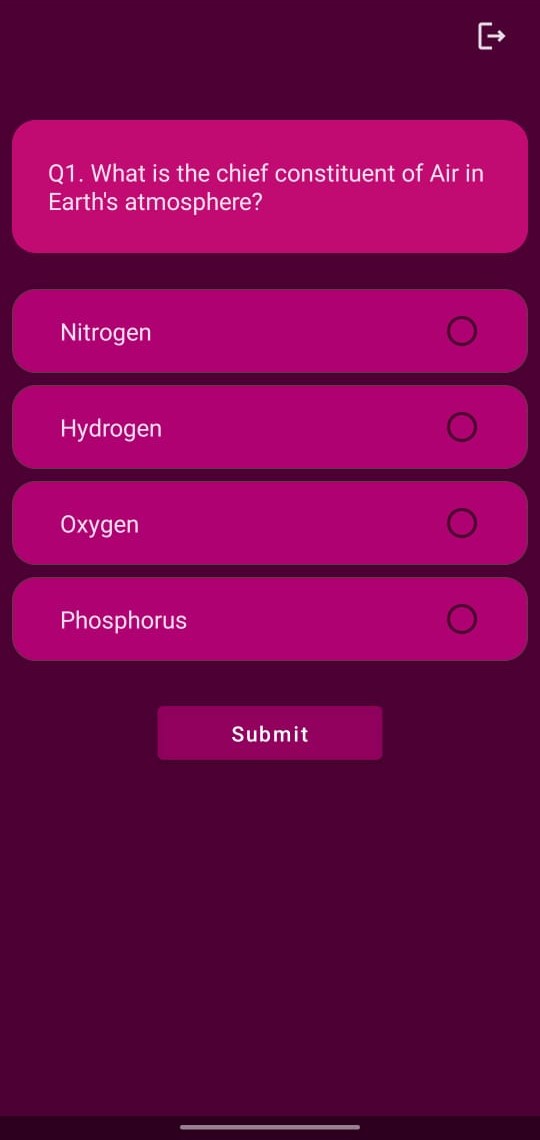 Q1. What is the chief constituent of Air in
Earth's atmosphere?
Nitrogen
Hydrogen
Oxygen
Phosphorus
Submit